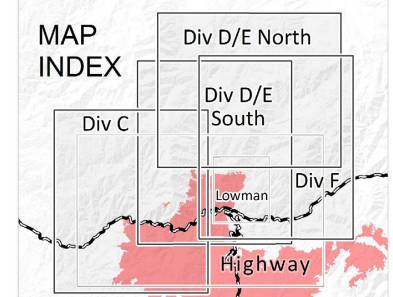 MAP
INDEX
Div D/E North
Div D/E
South
Div C
Div F
Lowman
Highway